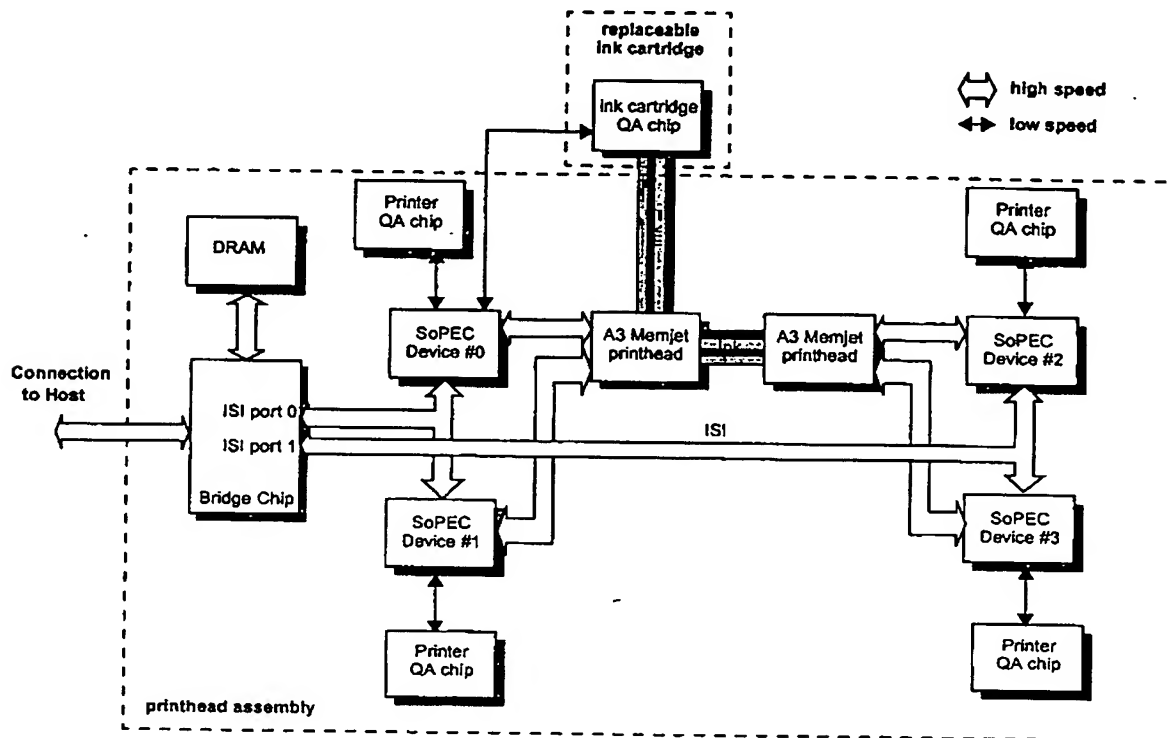 replaceable
ink cartridge
ink cartridge
QA chip
high speed
low speed
Printer
QA chip
Printer
QA chip
DRAM
SoPEC
Device #0
A3 Memjet
printhead
Ink
A3 Memjet
printhead
SoPEC
Device #2
Connection
to Host
ISI port 0
ISI port 1
ISI
Bridge Chip
SoPEC
Device #1
SoPEC
Device #3
Printer
QA chip
Printer
QA chip
printhead assembly